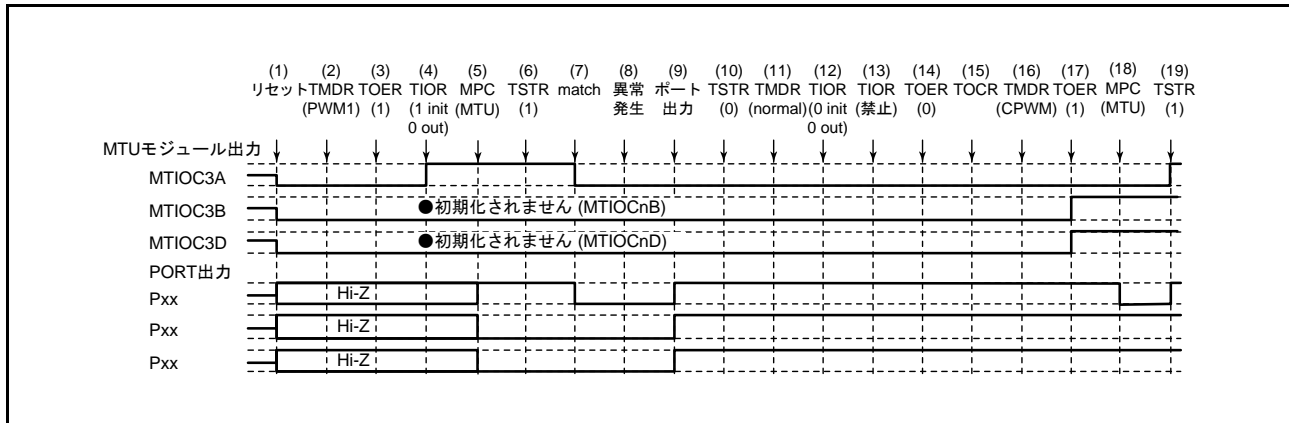 (1) (2) (3) (4) (5) (6) (7) (8) (9) (10) (11) (12) (13) (14) (15) (16) (17) (18) (19)
リセット TMDR TOER TIOR MPC TSTR match 異常 ポート TSTR TMDR TIOR TIOR TOER TOCR TMDR TOER MPC TSTR
(PWM1) (1) (1 init (MTU) (1) 発生 出力 (0) (normal) (0 init (禁止) (0) (CPWM) (1) (MTU) (1)
0 out) 0 out)
MTUモジュール出力
MTIOC3A
MTIOC3B ●初期化されません (MTIOCnB)
MTIOC3D ●初期化されません (MTIOCnD)
PORT出力
Pxx Hi-Z
Pxx Hi-Z
Pxx Hi-Z